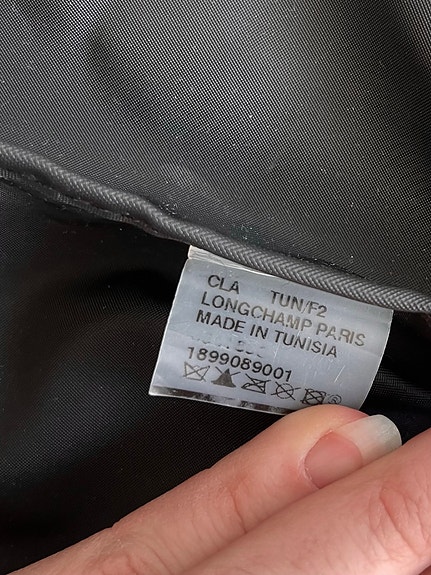 CLA TUN/F2
LONGCHAMP PARIS
MADE IN TUNISIA
1899089001